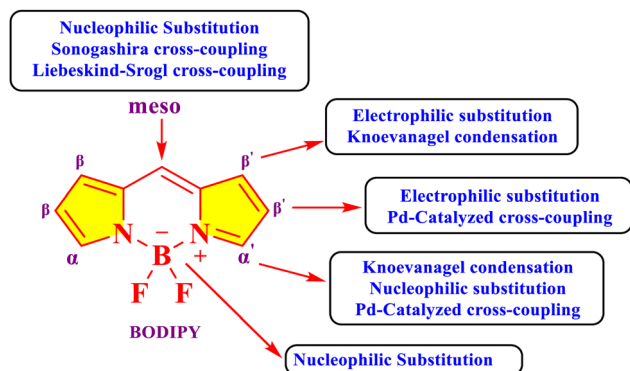 Nucleophilic Substitution
Sonogashira cross-coupling
Liebeskind-Srogl cross-coupling
meso
Electrophilic substitution
Knoevanagel condensation
β
β'
β
β'
Electrophilic substitution
Pd-Catalyzed cross-coupling
N
−
N
α
B
+
α'
F
F
Knoevanagel condensation
Nucleophilic substitution
Pd-Catalyzed cross-coupling
BODIPY
Nucleophilic Substitution